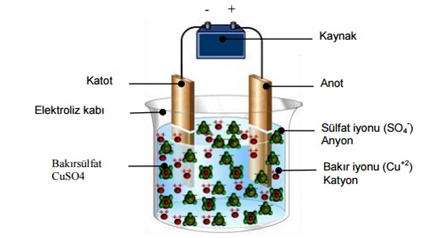 - +
Kaynak
Katot
Anot
Elektroliz kabı
Sülfat iyonu (SO₄⁻)
Anyon
Bakırsülfat
CuSO4
Bakır iyonu (Cu⁺²)
Katyon